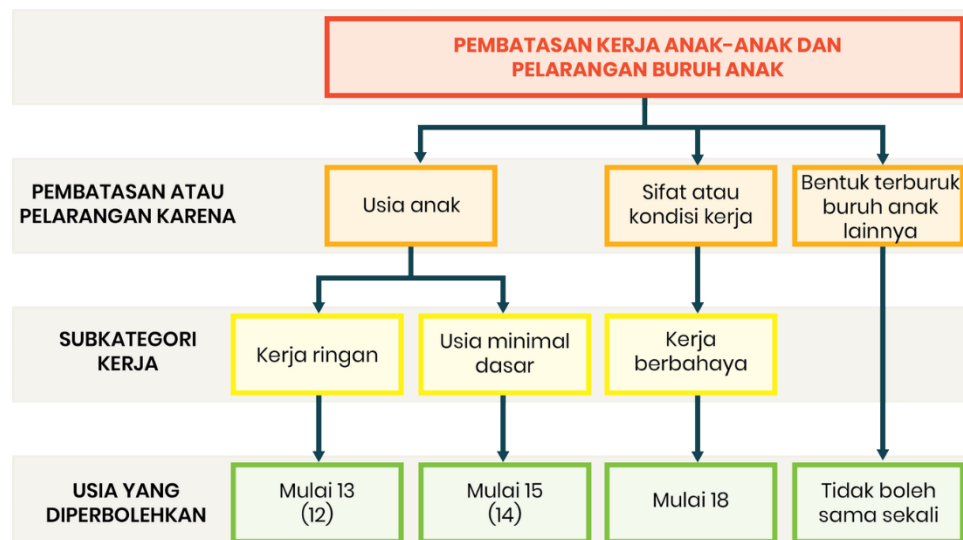 PEMBATASAN KERJA ANAK-ANAK DAN
PELARANGAN BURUH ANAK
PEMBATASAN ATAU
PELARANGAN KARENA
Usia anak
Sifat atau
kondisi kerja
Bentuk terburuk
buruh anak
lainnya
SUBKATEGORI
KERJA
Kerja ringan
Usia minimal
dasar
Kerja
berbahaya
USIA YANG
DIPERBOLEHKAN
Mulai 13
(12)
Mulai 15
(14)
Mulai 18
Tidak boleh
sama sekali